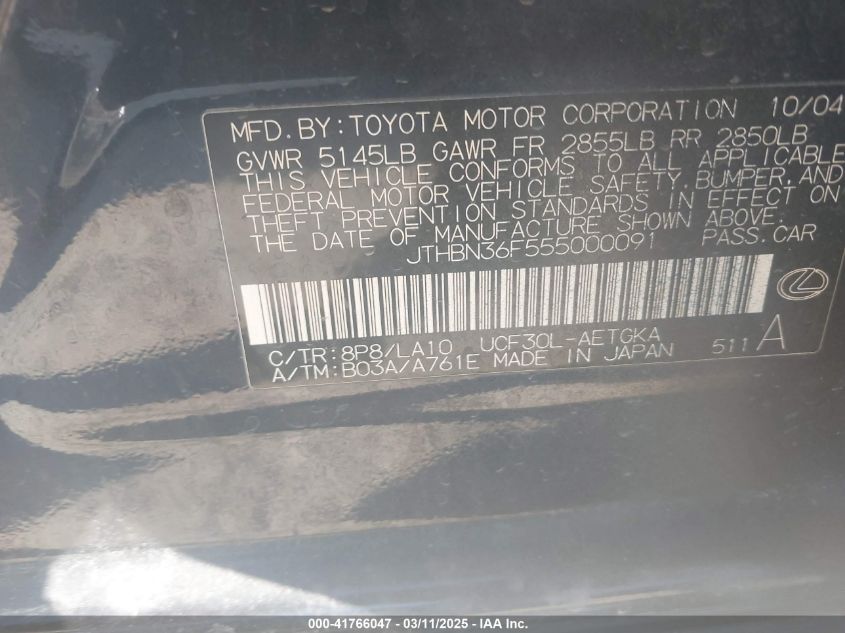 MFD. BY: TOYOTA MOTOR CORPORATION 10/04
GVWR 5145LB GAWR FR 2855LB RR 2850LB
THIS VEHICLE CONFORMS TO ALL APPLICABLE
FEDERAL MOTOR VEHICLE SAFETY, BUMPER, AND
THEFT PREVENTION STANDARDS IN EFFECT ON
THE DATE OF MANUFACTURE SHOWN ABOVE.
JTHBN36F555000091 PASS. CAR
C/TR: 8P8/LA10 UCF30L-AETGKA
A/TM: B03A/A761E MADE IN JAPAN 511 A
000-41766047 - 03/11/2025 - IAA Inc.